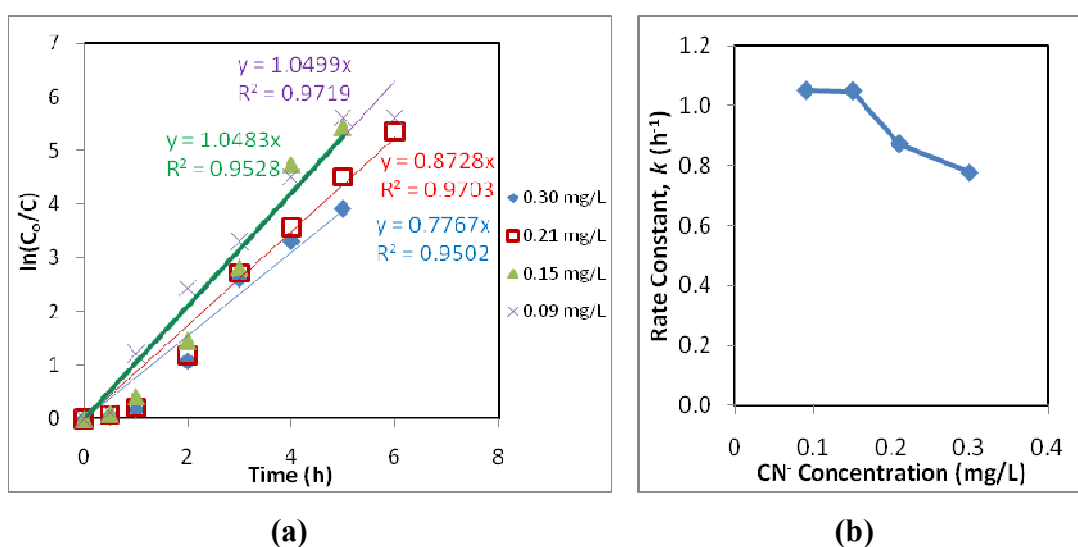 7
6
5
4
3
2
1
0
ln(Cₒ/C)
y = 1.0499x
R² = 0.9719
y = 1.0483x
R² = 0.9528
y = 0.8728x
R² = 0.9703
y = 0.7767x
R² = 0.9502
0 2 4 6 8
Time (h)
0.30 mg/L
0.21 mg/L
0.15 mg/L
0.09 mg/L
(a)
1.2
1.0
0.8
0.6
0.4
0.2
0.0
Rate Constant, k (h⁻¹)
0 0.1 0.2 0.3 0.4
CN⁻ Concentration (mg/L)
(b)